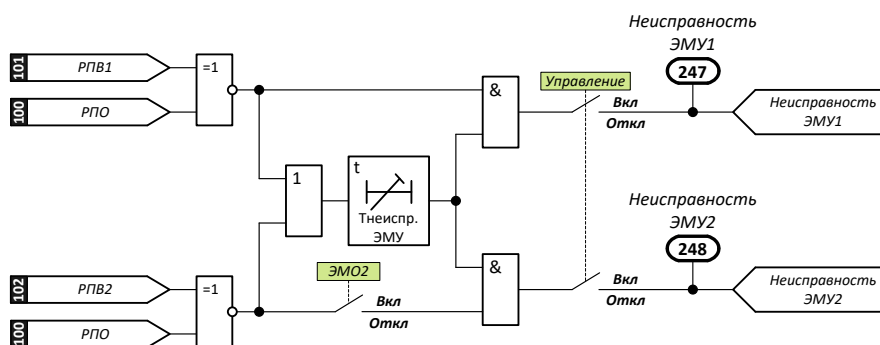 Неисправность
ЭМУ1
247
101
РПВ1
=1
100
РПО
&
Управление
Вкл
Откл
Неисправность
ЭМУ1
1
t
Тнеиспр.
ЭМУ
Неисправность
ЭМУ2
248
102
РПВ2
=1
100
РПО
ЭМО2
Вкл
Откл
&
Вкл
Откл
Неисправность
ЭМУ2